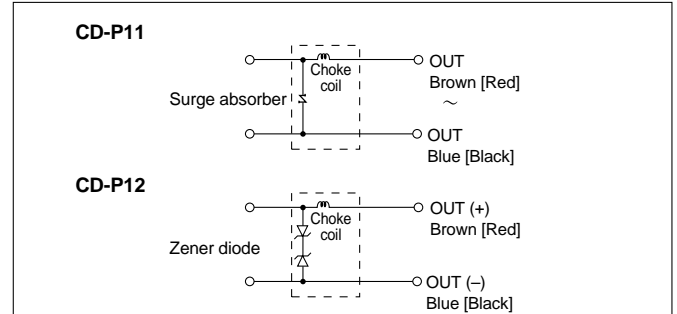 CD-P11
OUT
Choke
coil
Brown [Red]
Surge absorber
~
OUT
Blue [Black]
CD-P12
OUT (+)
Choke
coil
Brown [Red]
Zener diode
OUT (–)
Blue [Black]